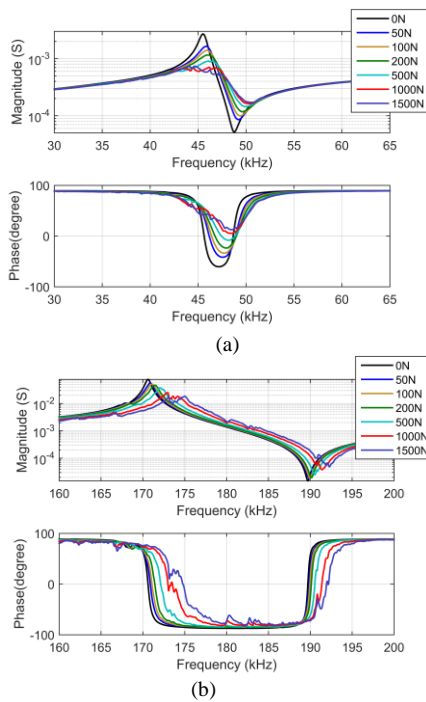 Magnitude (S)
10^-3
10^-4
30 35 40 45 50 55 60 65
Frequency (kHz)
0N
50N
100N
200N
500N
1000N
1500N
Phase(degree)
100
0
-100
30 35 40 45 50 55 60 65
Frequency (kHz)
(a)
Magnitude (S)
10^-2
10^-3
10^-4
160 165 170 175 180 185 190 195 200
Frequency (kHz)
0N
50N
100N
200N
500N
1000N
1500N
Phase(degree)
100
0
-100
160 165 170 175 180 185 190 195 200
Frequency (kHz)
(b)